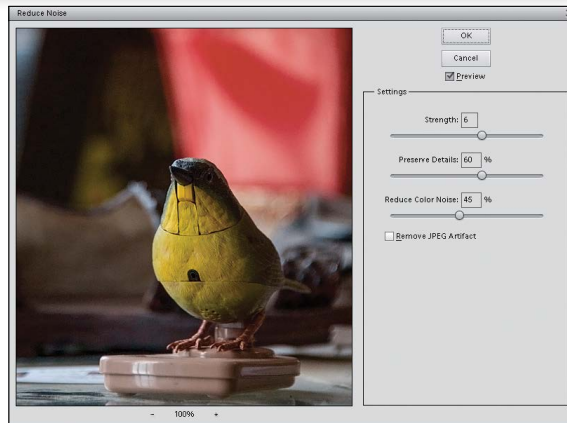 Reduce Noise
OK
Cancel
Preview
Settings
Strength: 6
Preserve Details: 60 %
Reduce Color Noise: 45 %
Remove JPEG Artifact
- 100% +